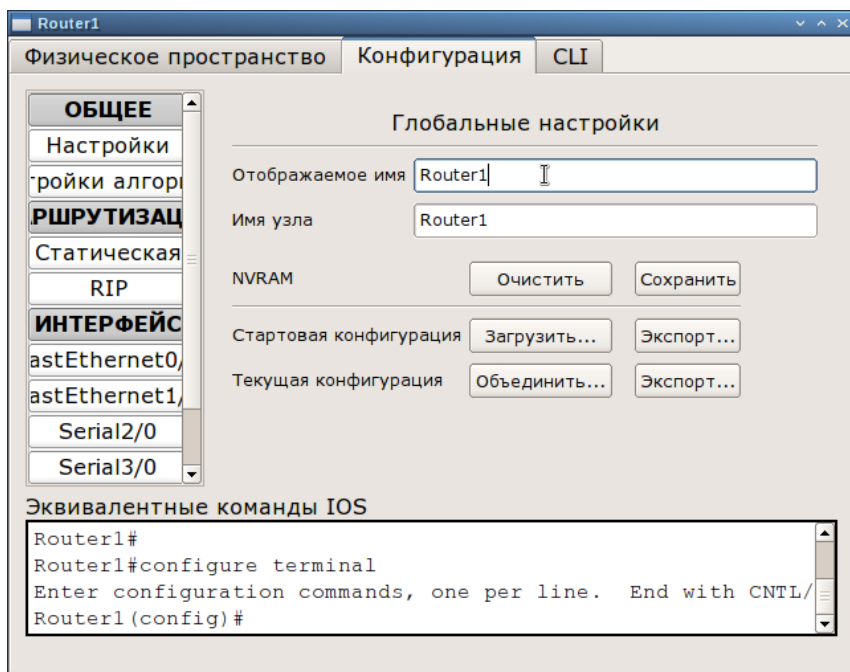 Router1
Физическое пространство Конфигурация CLI
ОБЩЕЕ
Настройки
тройки алгори
РШРУТИЗАЦ
Статическая
RIP
ИНТЕРФЕЙС
astEthernet0/
astEthernet1/
Serial2/0
Serial3/0
Глобальные настройки
Отображаемое имя Router1
Имя узла Router1
NVRAM Очистить Сохранить
Стартовая конфигурация Загрузить... Экспорт...
Текущая конфигурация Объединить... Экспорт...
Эквивалентные команды IOS
Router1#
Router1#configure terminal
Enter configuration commands, one per line. End with CNTL/
Router1(config)#